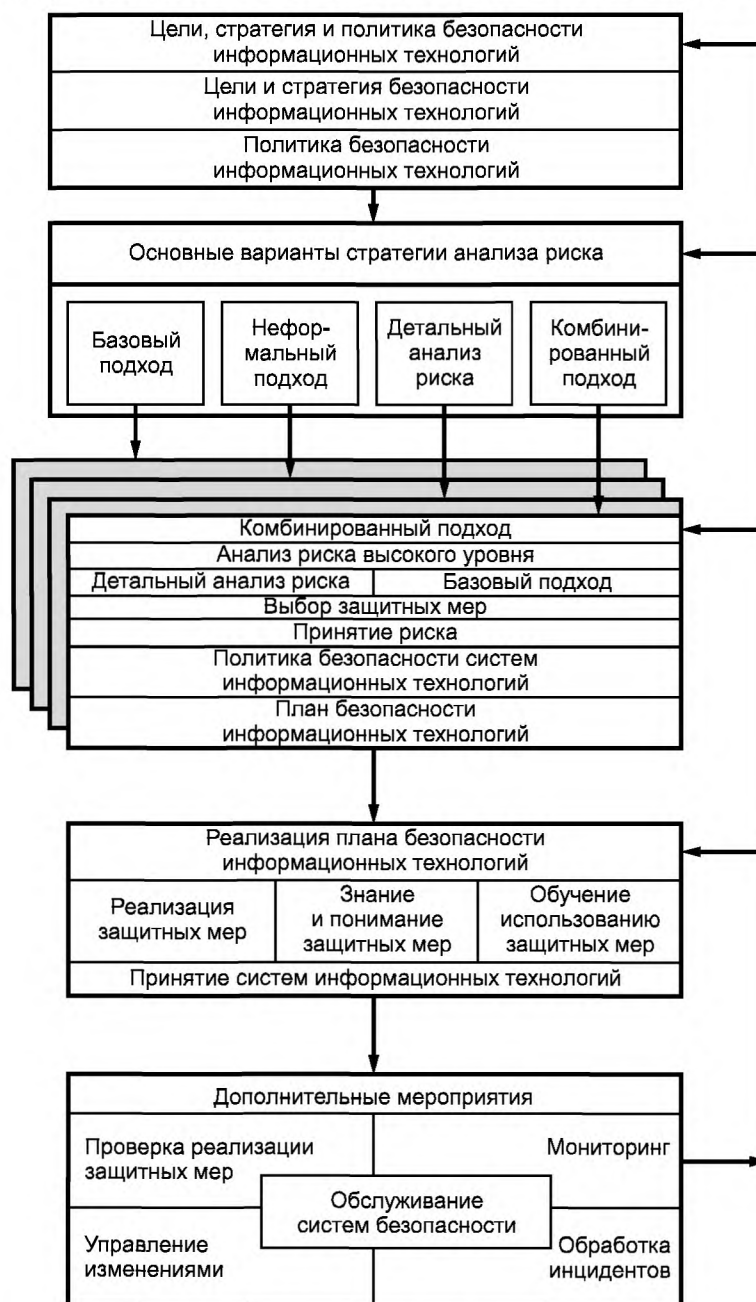 Цели, стратегия и политика безопасности
информационных технологий
Цели и стратегия безопасности
информационных технологий
Политика безопасности
информационных технологий
Основные варианты стратегии анализа риска
Базовый
подход
Нефор-
мальный
подход
Детальный
анализ
риска
Комбини-
рованный
подход
Комбинированный подход
Анализ риска высокого уровня
Детальный анализ риска
Базовый подход
Выбор защитных мер
Принятие риска
Политика безопасности систем
информационных технологий
План безопасности
информационных технологий
Реализация плана безопасности
информационных технологий
Реализация
защитных мер
Знание
и понимание
защитных мер
Обучение
использованию
защитных мер
Принятие систем информационных технологий
Дополнительные мероприятия
Проверка реализации
защитных мер
Мониторинг
Обслуживание
систем безопасности
Управление
изменениями
Обработка
инцидентов